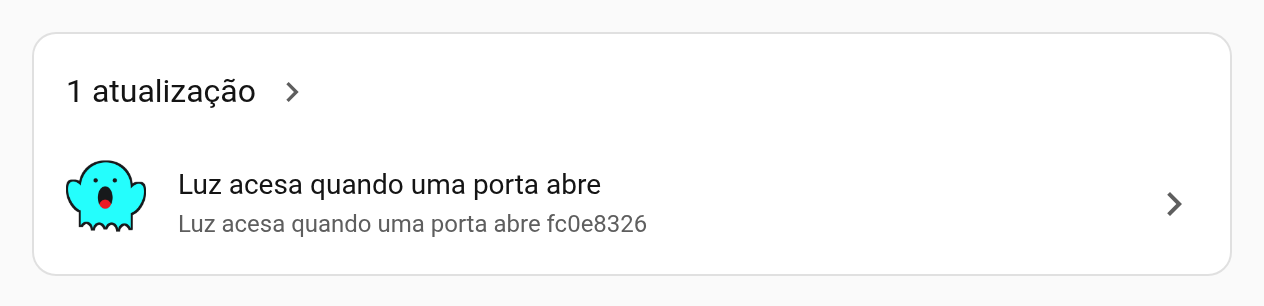 1 atualização
Luz acesa quando uma porta abre
Luz acesa quando uma porta abre fc0e8326